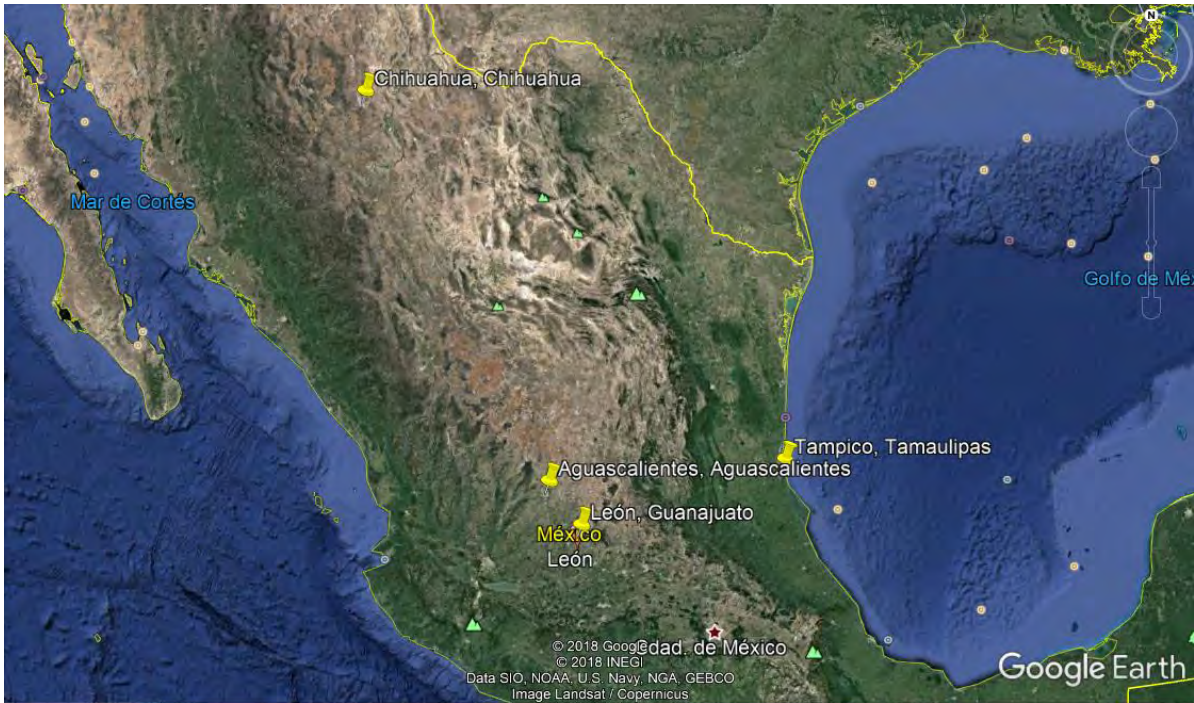 N
Chihuahua, Chihuahua
Mar de Cortés
Golfo de Méx
Tampico, Tamaulipas
Aguascalientes, Aguascalientes
León, Guanajuato
México
León
© 2018 Google
Cdad. de México
© 2018 INEGI
Data SIO, NOAA, U.S. Navy, NGA, GEBCO
Image Landsat / Copernicus
Google Earth